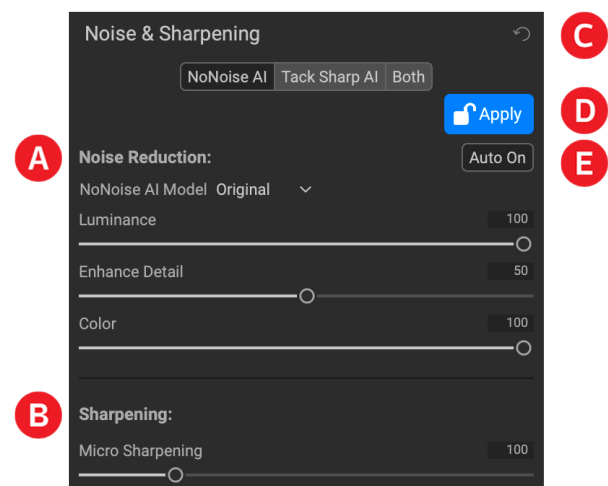 Noise & Sharpening
C
NoNoise AI Tack Sharp AI Both
Apply
D
A
Noise Reduction:
Auto On
E
NoNoise AI Model Original
Luminance 100
Enhance Detail 50
Color 100
B
Sharpening:
Micro Sharpening 100